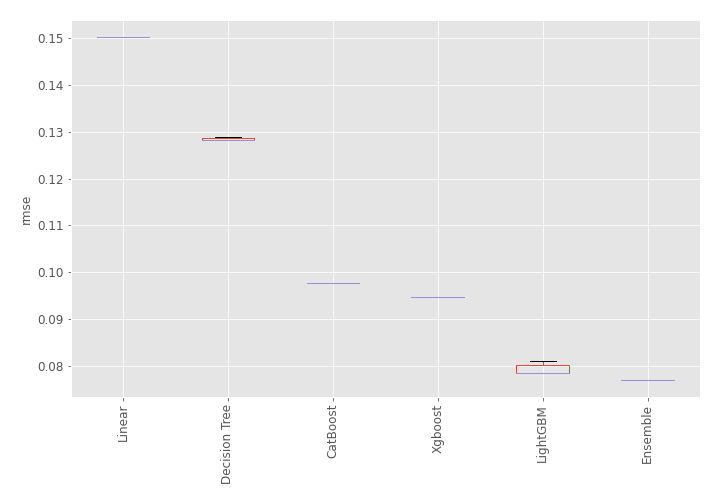 0.15
0.14
0.13
0.12
0.11
0.10
0.09
0.08
rmse
Linear
Decision Tree
CatBoost
Xgboost
LightGBM
Ensemble